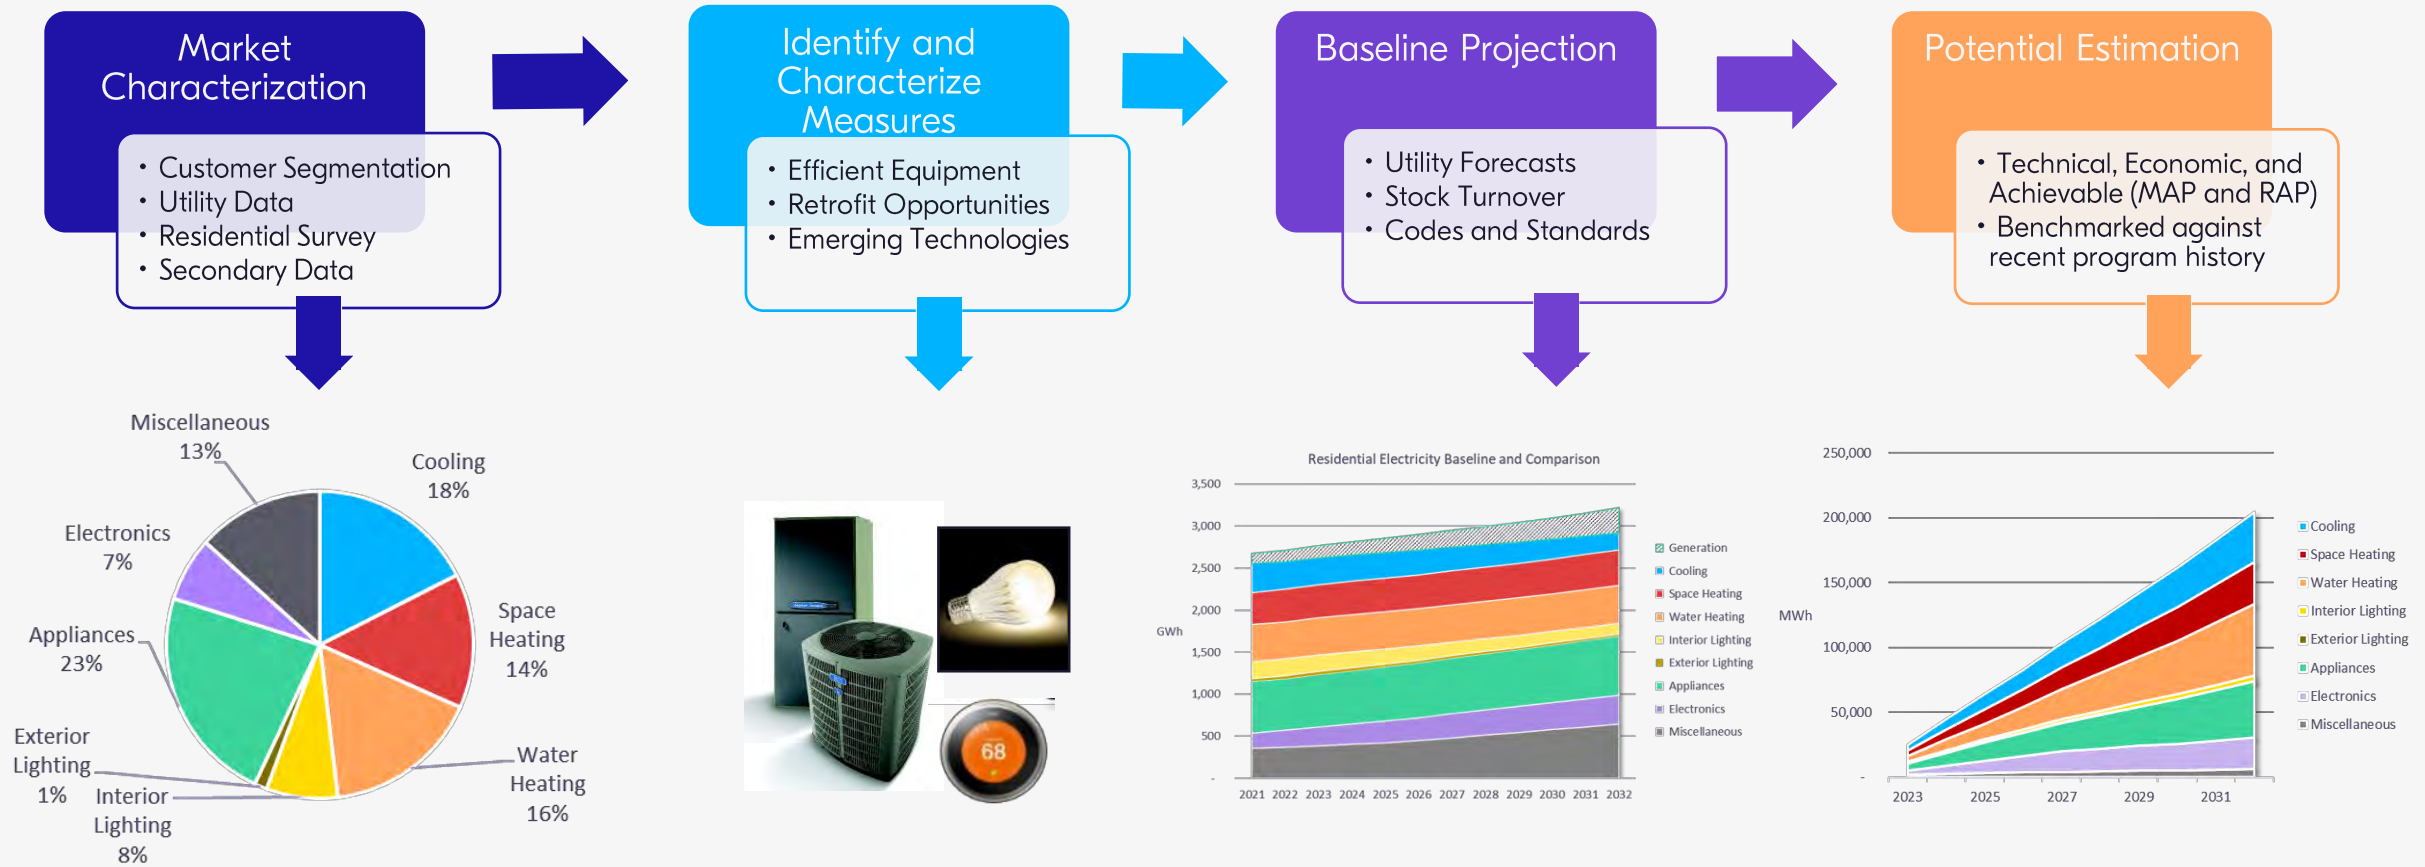 Market
Characterization
• Customer Segmentation
• Utility Data
• Residential Survey
• Secondary Data
Identify and
Characterize
Measures
• Efficient Equipment
• Retrofit Opportunities
• Emerging Technologies
Baseline Projection
• Utility Forecasts
• Stock Turnover
• Codes and Standards
Potential Estimation
• Technical, Economic, and
Achievable (MAP and RAP)
• Benchmarked against
recent program history
Miscellaneous
13%
Cooling
18%
Electronics
7%
Space
Heating
14%
Appliances
23%
Exterior
Lighting
1%
Interior
Lighting
8%
Water
Heating
16%
68
Residential Electricity Baseline and Comparison
3,500
3,000
2,500
2,000
GWh
1,500
1,000
500
-
2021 2022 2023 2024 2025 2026 2027 2028 2029 2030 2031 2032
Generation
Cooling
Space Heating
Water Heating
Interior Lighting
Exterior Lighting
Appliances
Electronics
Miscellaneous
250,000
200,000
150,000
MWh
100,000
50,000
-
2023 2025 2027 2029 2031
Cooling
Space Heating
Water Heating
Interior Lighting
Exterior Lighting
Appliances
Electronics
Miscellaneous